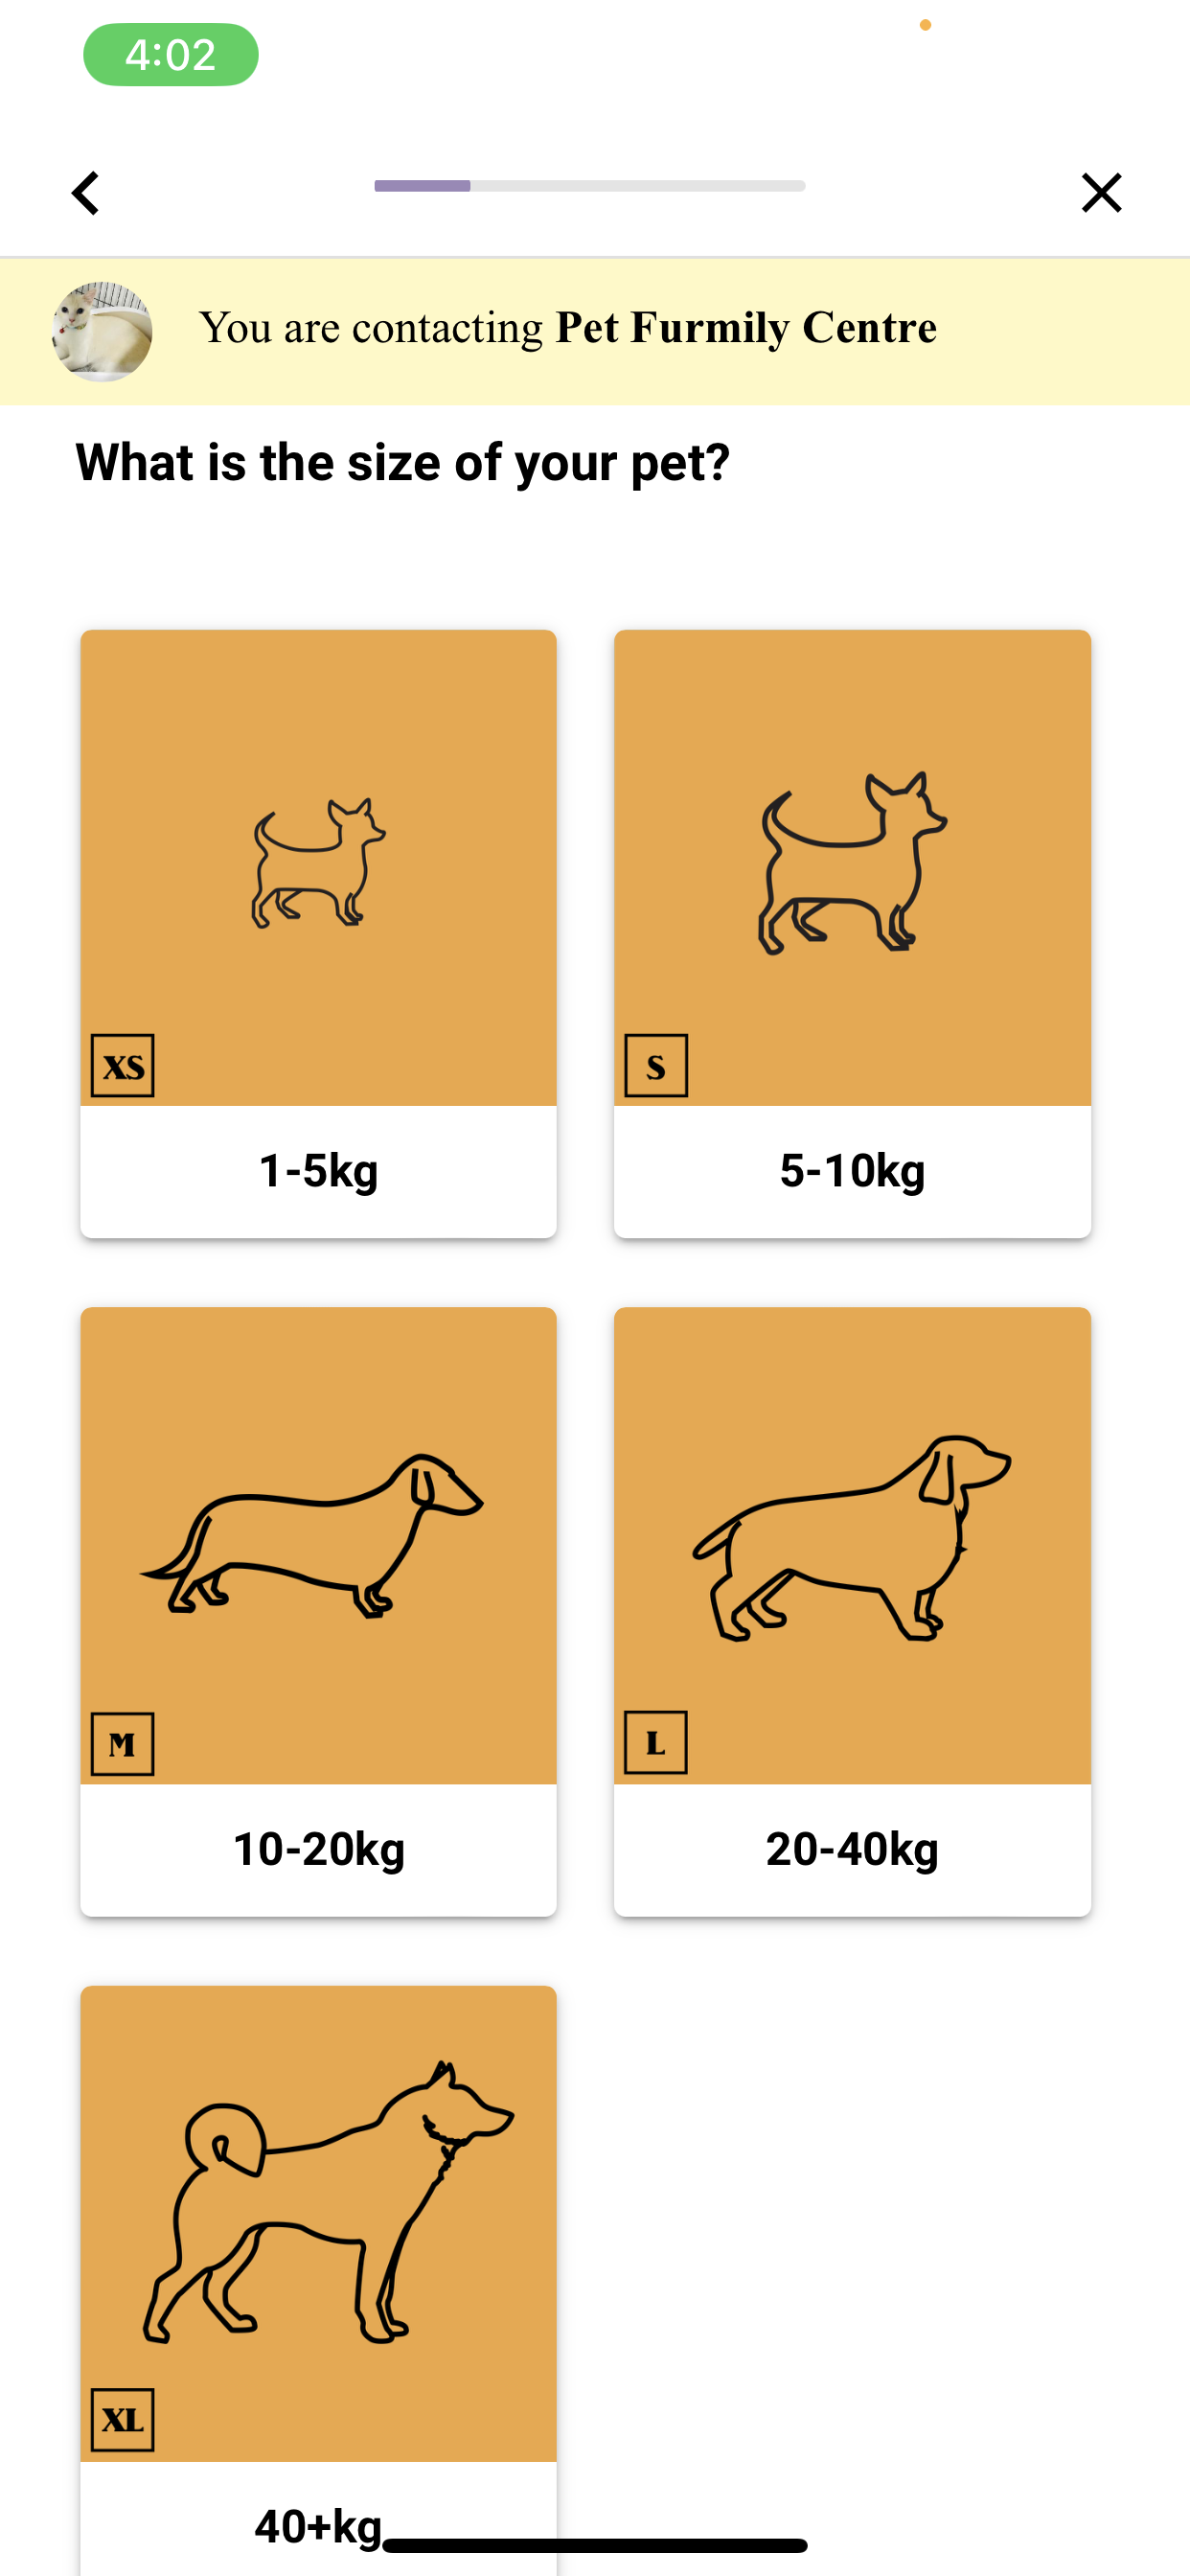 4:02
You are contacting Pet Furmily Centre
What is the size of your pet?
XS
S
1-5kg
5-10kg
M
L
10-20kg
20-40kg
XL
40+kg